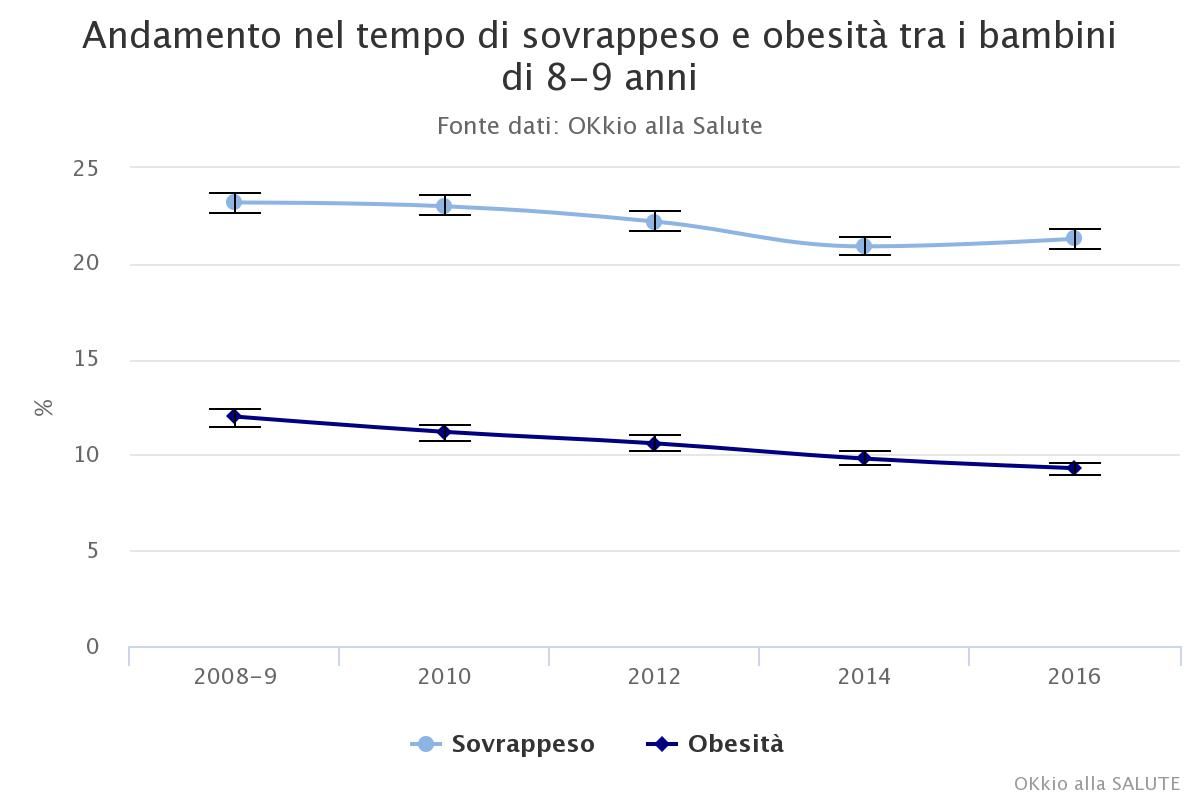 Andamento nel tempo di sovrappeso e obesità tra i bambini
di 8–9 anni
Fonte dati: OKkio alla Salute
25
20
15
10
5
0
%
2008–9 2010 2012 2014 2016
Sovrappeso Obesità
OKkio alla SALUTE